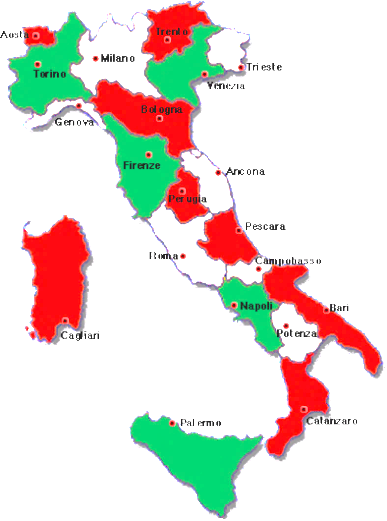 Aosta
Trento
Milano
Torino
Trieste
Venezia
Genova
Bologna
Firenze
Ancona
Perugia
Pescara
Roma
Campobasso
Napoli
Bari
Potenza
Cagliari
Palermo
Catanzaro